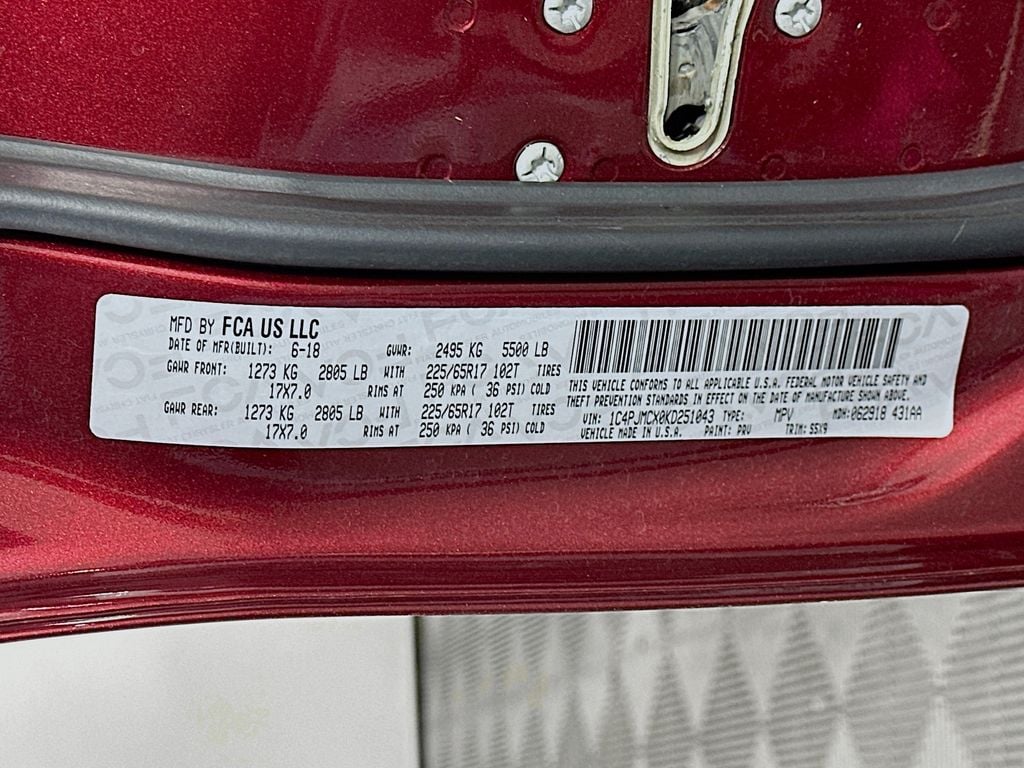 MFD BY FCA US LLC
DATE OF MFR(BUILT): 6-18 GVWR: 2495 KG 5500 LB
GAWR FRONT: 1273 KG 2805 LB WITH 225/65R17 102T TIRES
17X7.0 RIMS AT 250 KPA ( 36 PSI) COLD
GAWR REAR: 1273 KG 2805 LB WITH 225/65R17 102T TIRES
17X7.0 RIMS AT 250 KPA ( 36 PSI) COLD
THIS VEHICLE CONFORMS TO ALL APPLICABLE U.S.A. FEDERAL MOTOR VEHICLE SAFETY AND
THEFT PREVENTION STANDARDS IN EFFECT ON THE DATE OF MANUFACTURE SHOWN ABOVE.
VIN: 1C4PJMCX0KD251043 TYPE: MPV MDH: 062918 431AA
VEHICLE MADE IN U.S.A. PAINT: PRV TRIM: S5X9